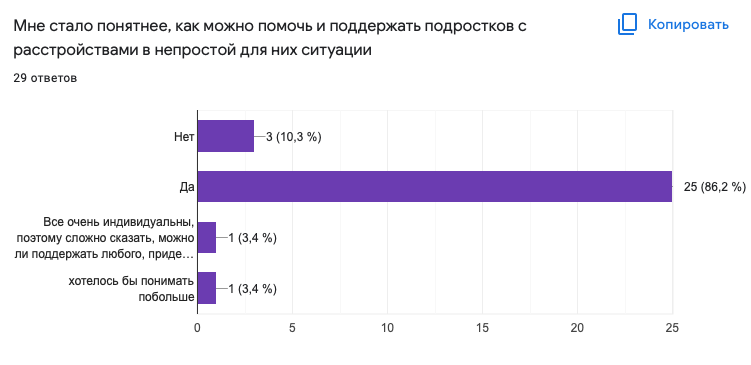 Мне стало понятнее, как можно помочь и поддержать подростков с
расстройствами в непростой для них ситуации
Копировать
29 ответов
Нет
3 (10,3 %)
Да
25 (86,2 %)
Все очень индивидуальны,
поэтому сложно сказать, можно
ли поддержать любого, приде…
1 (3,4 %)
хотелось бы понимать
побольше
1 (3,4 %)
0 5 10 15 20 25